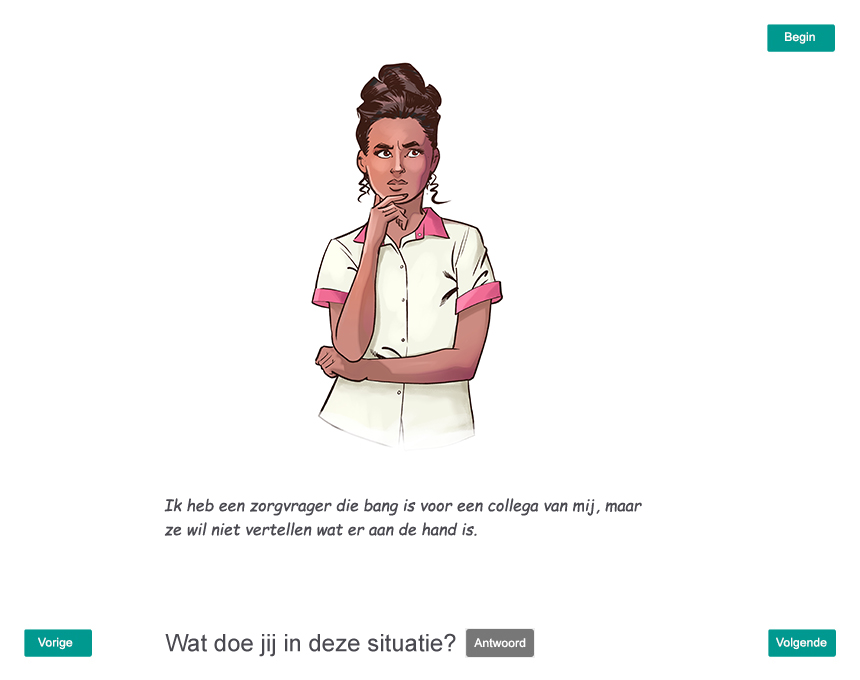 Begin
Ik heb een zorgvrager die bang is voor een collega van mij, maar
ze wil niet vertellen wat er aan de hand is.
Vorige
Wat doe jij in deze situatie?
Antwoord
Volgende